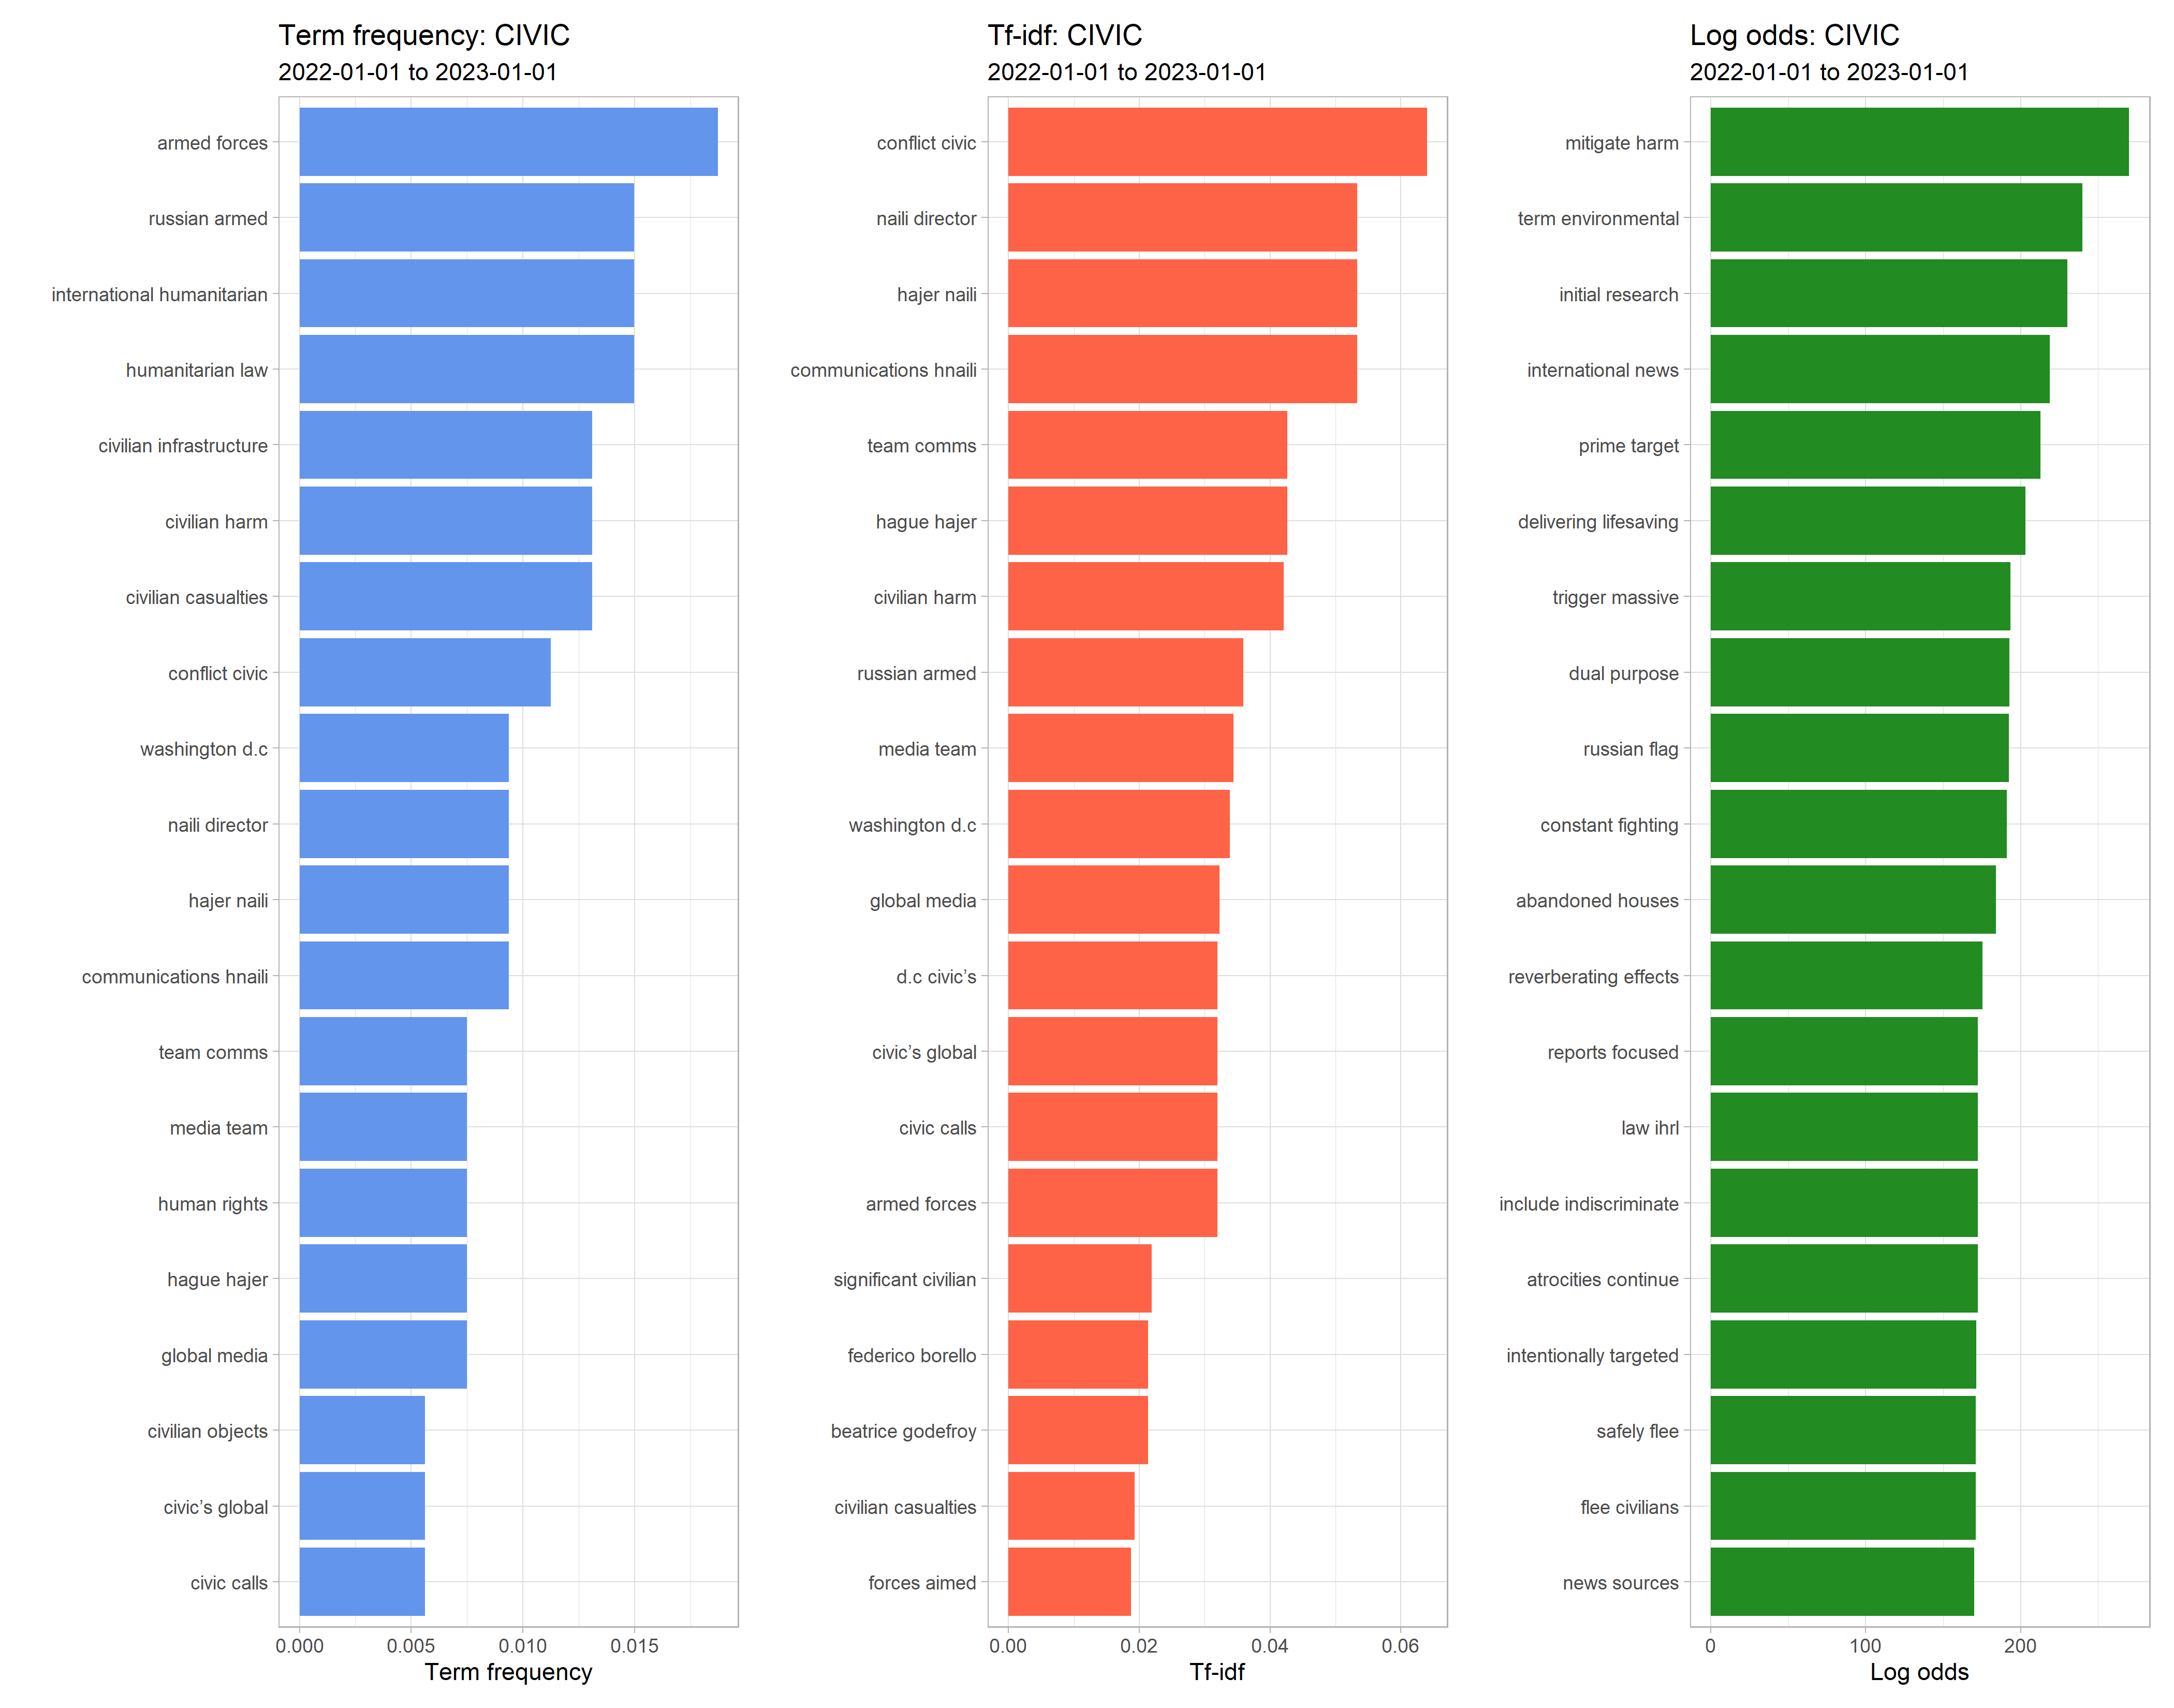 Term frequency: CIVIC
2022-01-01 to 2023-01-01
armed forces
russian armed
international humanitarian
humanitarian law
civilian infrastructure
civilian harm
civilian casualties
conflict civic
washington d.c
naili director
hajer naili
communications hnaili
team comms
media team
human rights
hague hajer
global media
civilian objects
civic’s global
civic calls
0.000 0.005 0.010 0.015
Term frequency
Tf-idf: CIVIC
2022-01-01 to 2023-01-01
conflict civic
naili director
hajer naili
communications hnaili
team comms
hague hajer
civilian harm
russian armed
media team
washington d.c
global media
d.c civic’s
civic’s global
civic calls
armed forces
significant civilian
federico borello
beatrice godefroy
civilian casualties
forces aimed
0.00 0.02 0.04 0.06
Tf-idf
Log odds: CIVIC
2022-01-01 to 2023-01-01
mitigate harm
term environmental
initial research
international news
prime target
delivering lifesaving
trigger massive
dual purpose
russian flag
constant fighting
abandoned houses
reverberating effects
reports focused
law ihrl
include indiscriminate
atrocities continue
intentionally targeted
safely flee
flee civilians
news sources
0 100 200
Log odds